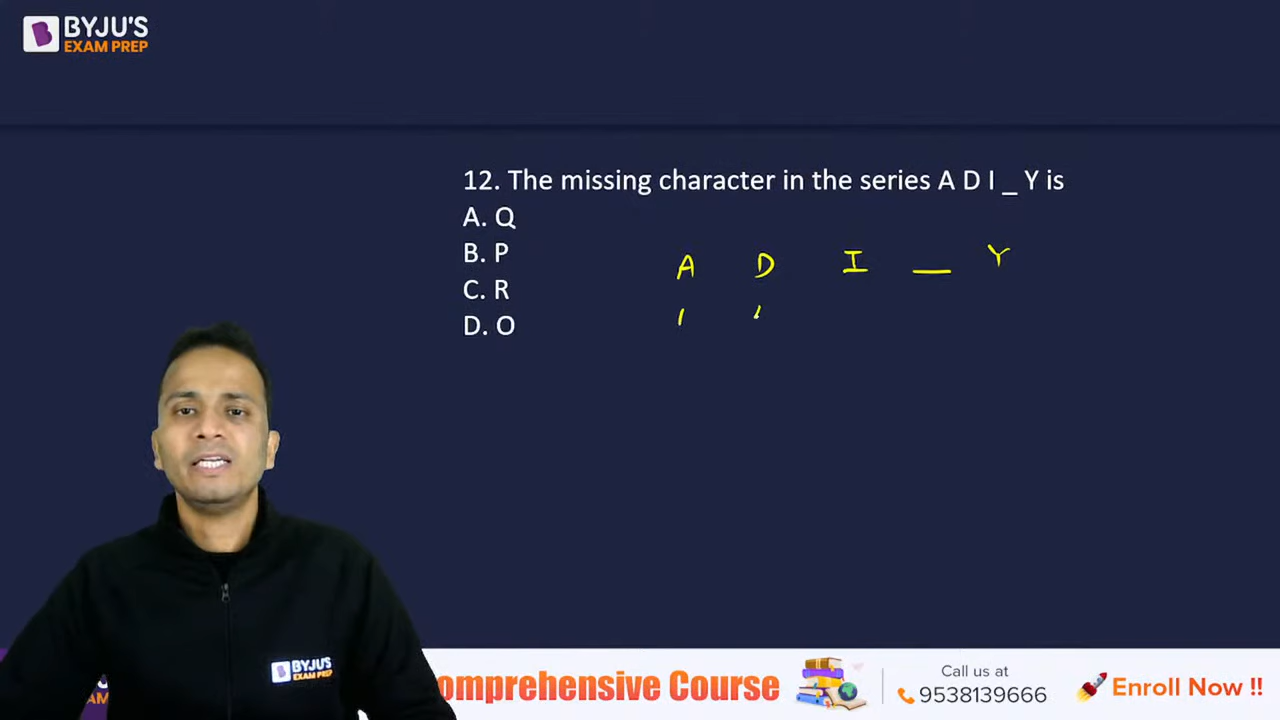 BYJU'S
EXAM PREP
12. The missing character in the series A D I _ Y is
A. Q
B. P
C. R
D. O
A D I _ Y
BYJU'S
EXAM PREP
omprehensive Course
Call us at
9538139666
Enroll Now !!